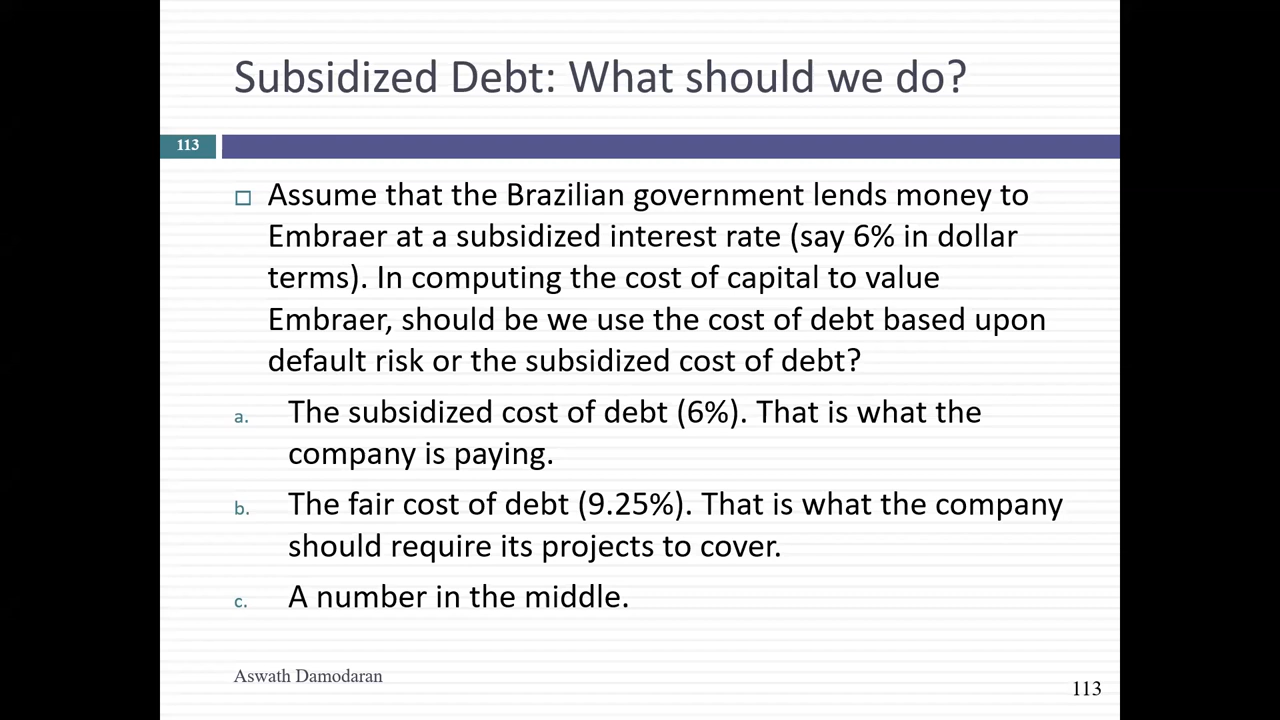 Subsidized Debt: What should we do?
113
Assume that the Brazilian government lends money to
Embraer at a subsidized interest rate (say 6% in dollar
terms). In computing the cost of capital to value
Embraer, should be we use the cost of debt based upon
default risk or the subsidized cost of debt?
a. The subsidized cost of debt (6%). That is what the
company is paying.
b. The fair cost of debt (9.25%). That is what the company
should require its projects to cover.
c. A number in the middle.
Aswath Damodaran
113